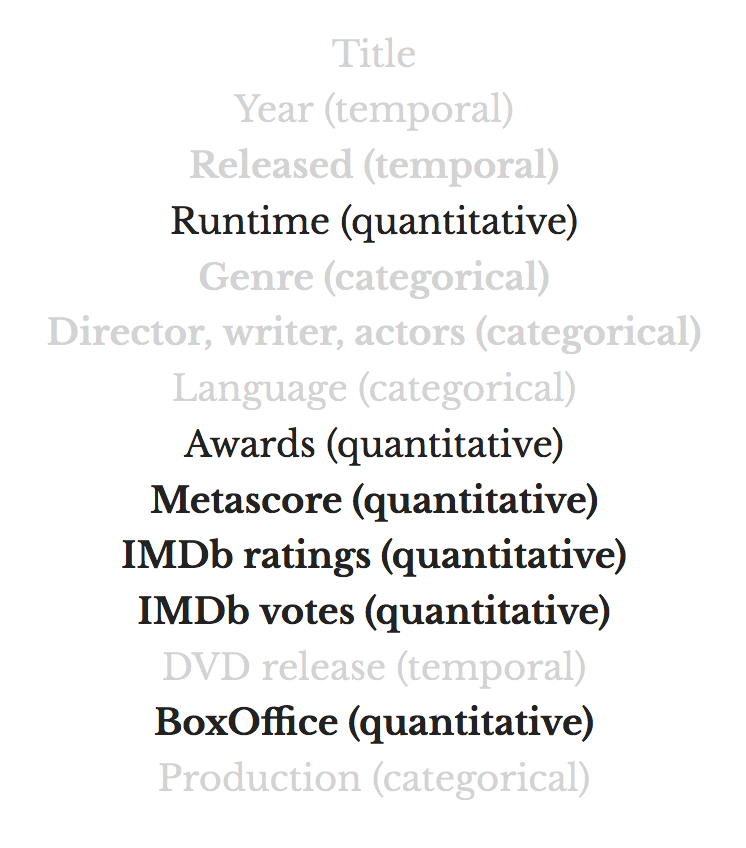 Title
Year (temporal)
Released (temporal)
Runtime (quantitative)
Genre (categorical)
Director, writer, actors (categorical)
Language (categorical)
Awards (quantitative)
Metascore (quantitative)
IMDb ratings (quantitative)
IMDb votes (quantitative)
DVD release (temporal)
BoxOffice (quantitative)
Production (categorical)